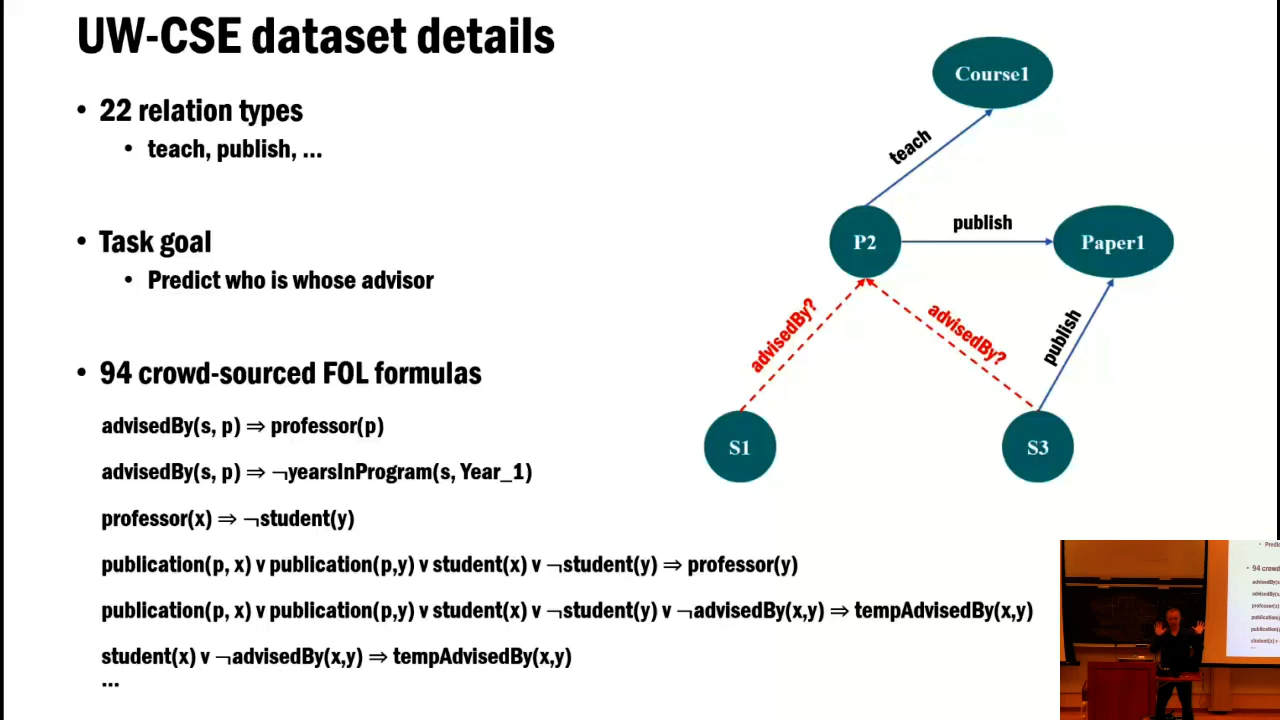 UW-CSE dataset details
• 22 relation types
• teach, publish, ...
• Task goal
• Predict who is whose advisor
• 94 crowd-sourced FOL formulas
advisedBy(s, p) ⇒ professor(p)
advisedBy(s, p) ⇒ ¬yearsInProgram(s, Year_1)
professor(x) ⇒ ¬student(y)
publication(p, x) v publication(p,y) v student(x) v ¬student(y) ⇒ professor(y)
publication(p, x) v publication(p,y) v student(x) v ¬student(y) v ¬advisedBy(x,y) ⇒ tempAdvisedBy(x,y)
student(x) v ¬advisedBy(x,y) ⇒ tempAdvisedBy(x,y)
...
Course1
teach
P2
publish
Paper1
advisedBy?
advisedBy?
publish
S1
S3